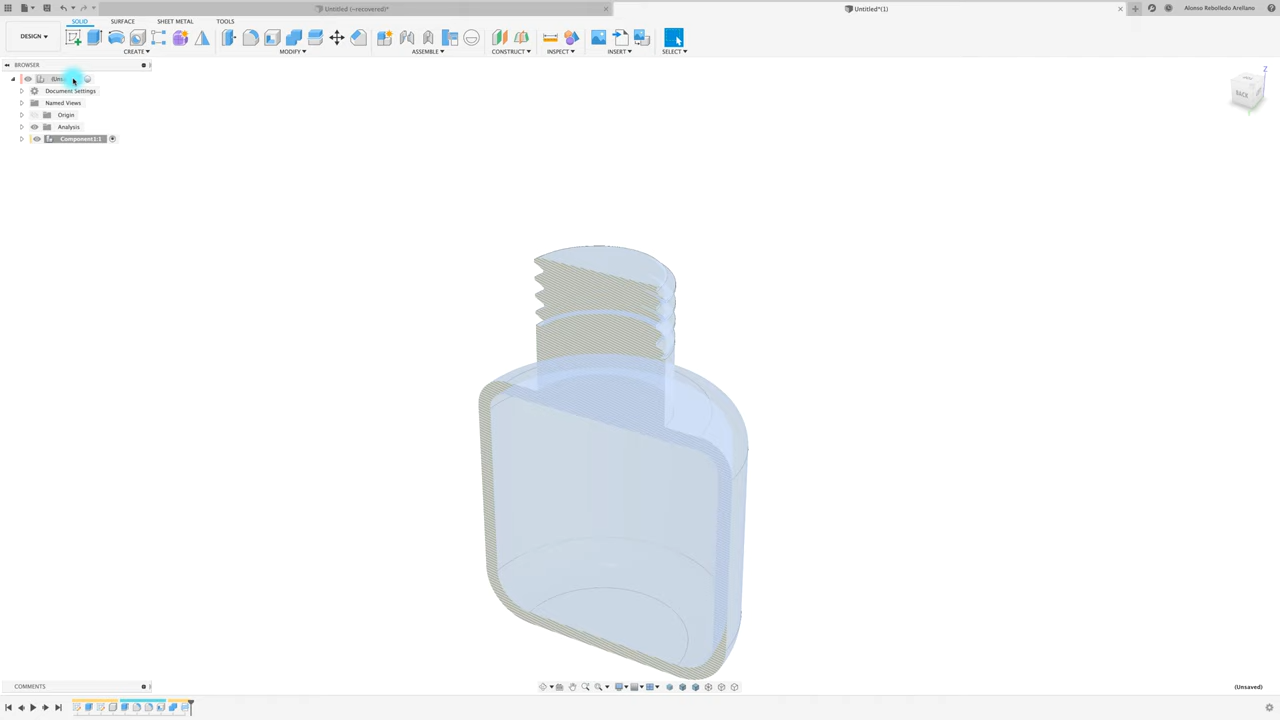 Untitled (~recovered)*
Untitled*(1)
Alonso Rebolledo Arellano
SOLID SURFACE SHEET METAL TOOLS
DESIGN
CREATE MODIFY ASSEMBLE CONSTRUCT INSPECT INSERT SELECT
BROWSER
Document Settings
Named Views
Origin
Analysis
Component1:1
Z
BACK
COMMENTS
(Unsaved)